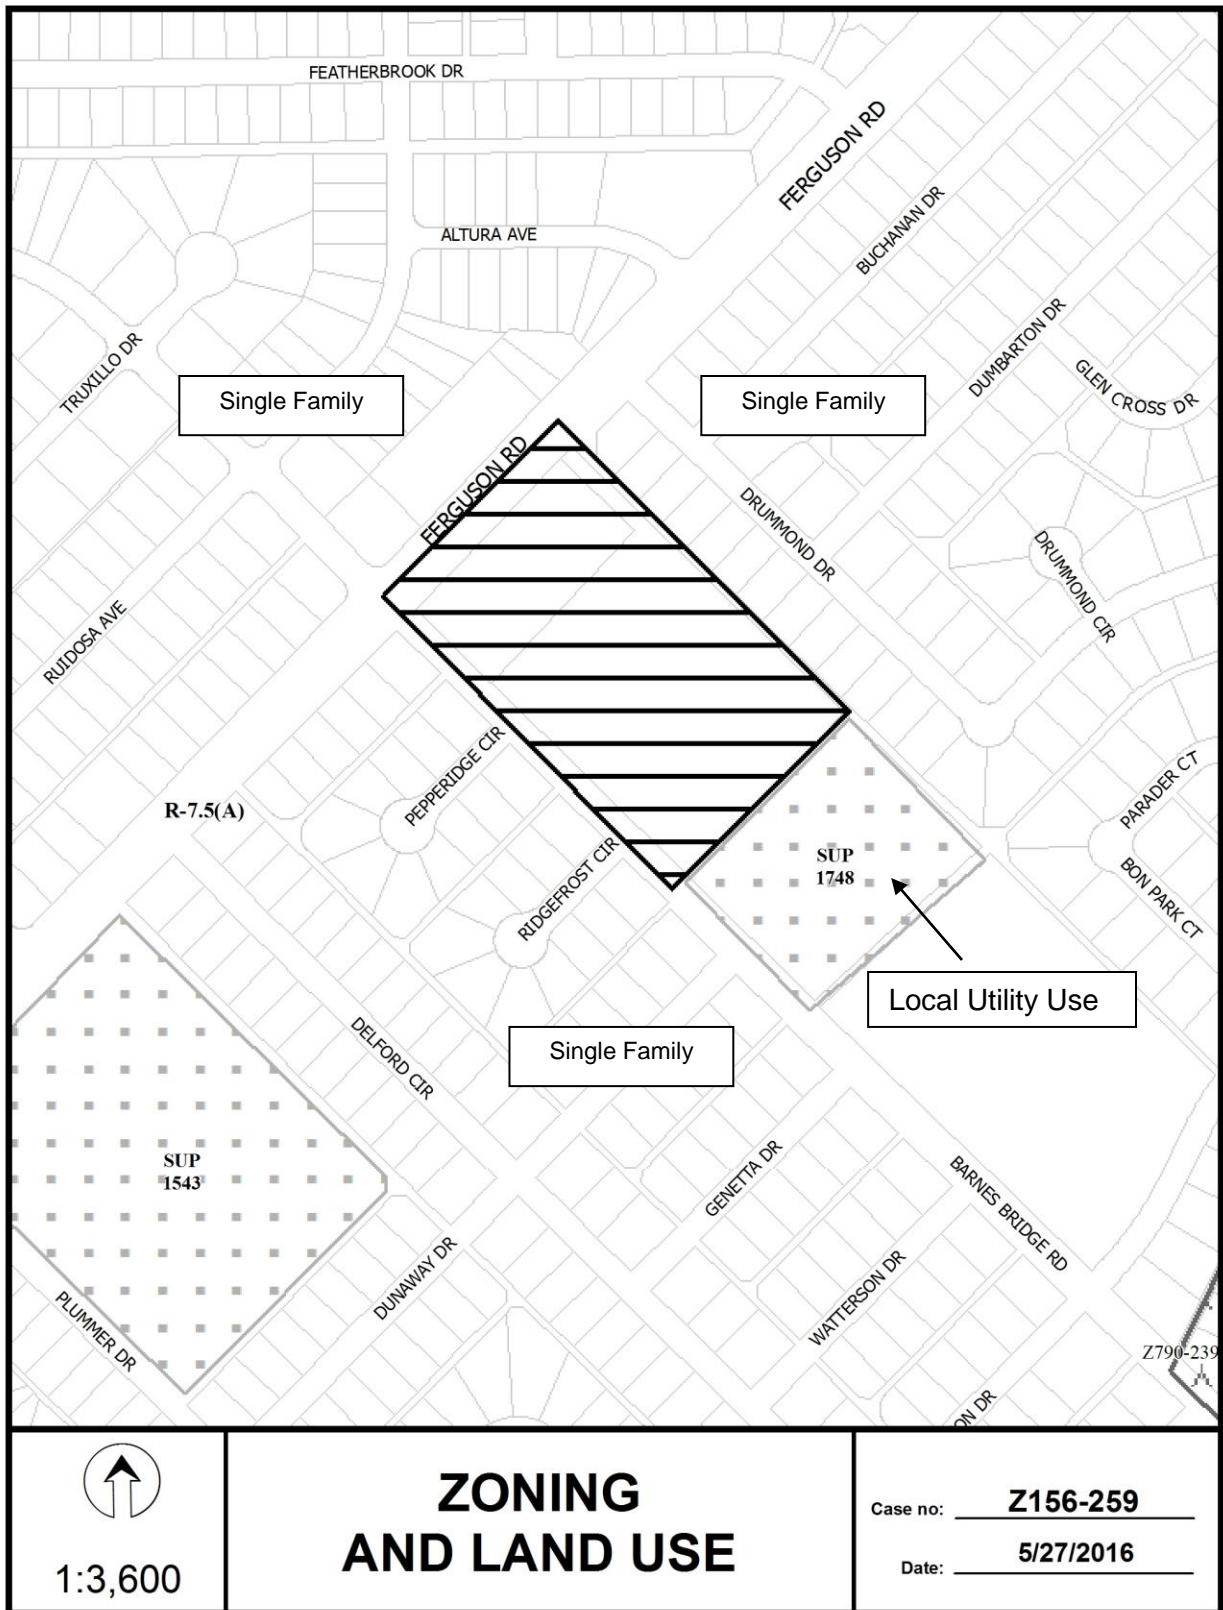 FEATHERBROOK DR
FERGUSON RD
BUCHANAN DR
ALTURA AVE
TRUXILLO DR
DUMBARTON DR
GLEN CROSS DR
Single Family
Single Family
FERGUSON RD
DRUMMOND DR
DRUMMOND CIR
RUIDOSA AVE
PEPPERIDGE CIR
PARADER CT
R-7.5(A)
RIDGEFROST CIR
SUP
1748
BON PARK CT
Local Utility Use
DELFORD CIR
Single Family
SUP
1543
GENETTA DR
BARNES BRIDGE RD
DUNAWAY DR
WATTERSON DR
PLUMMER DR
Z790-239
ON DR
1:3,600
ZONING
AND LAND USE
Case no: Z156-259
Date: 5/27/2016